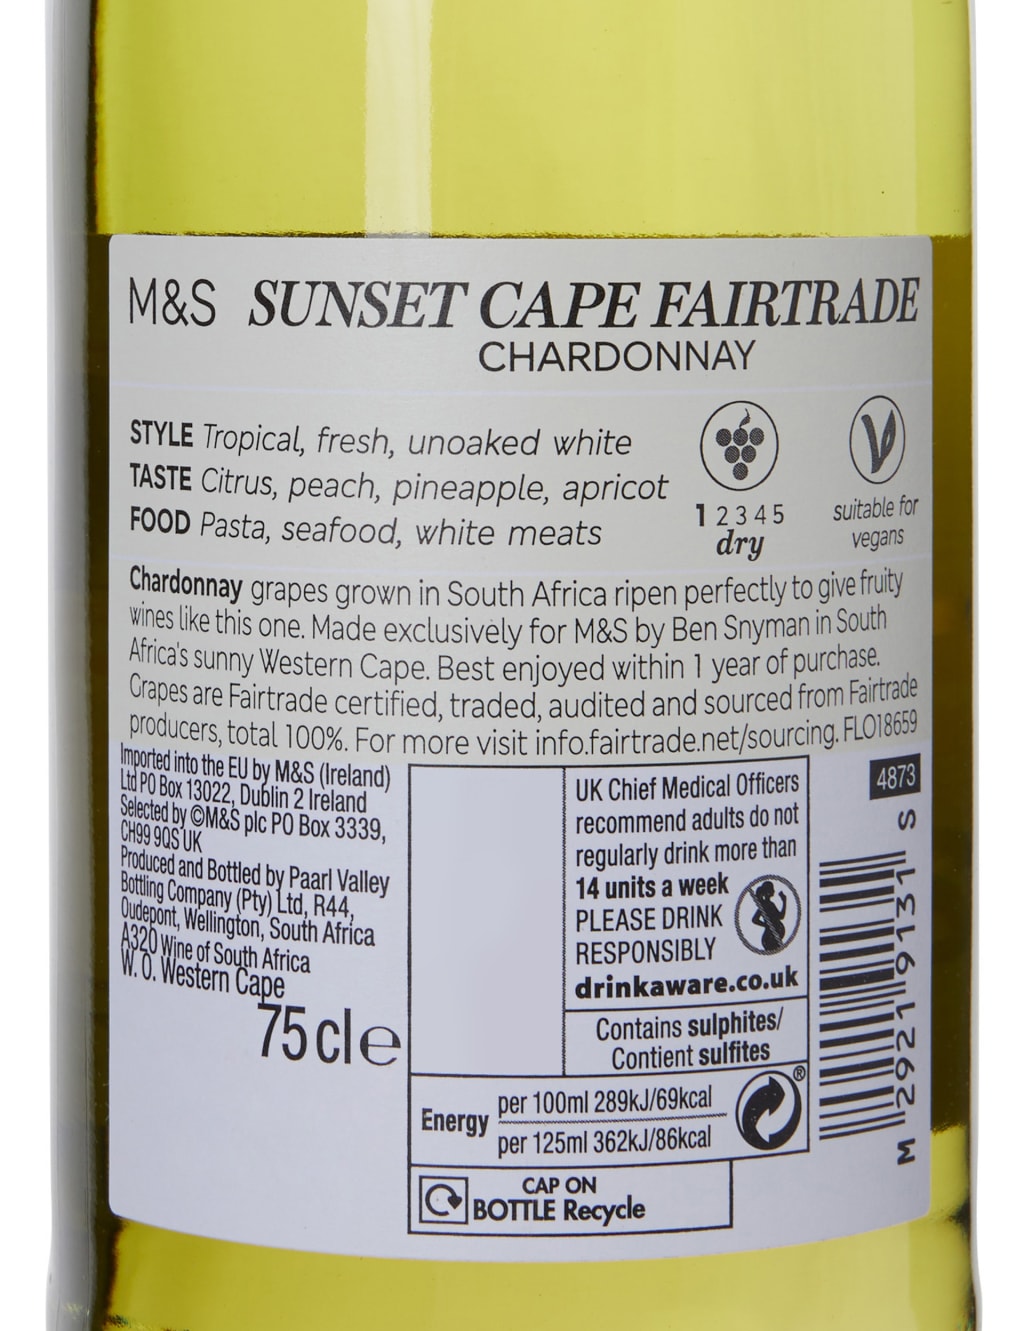 M&S SUNSET CAPE FAIRTRADE
CHARDONNAY
STYLE Tropical, fresh, unoaked white
TASTE Citrus, peach, pineapple, apricot
FOOD Pasta, seafood, white meats
1 2 3 4 5
dry
suitable for
vegans
Chardonnay grapes grown in South Africa ripen perfectly to give fruity
wines like this one. Made exclusively for M&S by Ben Snyman in South
Africa's sunny Western Cape. Best enjoyed within 1 year of purchase.
Grapes are Fairtrade certified, traded, audited and sourced from Fairtrade
producers, total 100%. For more visit info.fairtrade.net/sourcing. FLO18659
Imported into the EU by M&S (Ireland)
Ltd PO Box 13022, Dublin 2 Ireland
Selected by ©M&S plc PO Box 3339,
CH99 9QS UK
Produced and Bottled by Paarl Valley
Bottling Company (Pty) Ltd, R44,
Oudepont, Wellington, South Africa
A320 Wine of South Africa
W. O. Western Cape
75cl e
UK Chief Medical Officers
recommend adults do not
regularly drink more than
14 units a week
PLEASE DRINK
RESPONSIBLY
drinkaware.co.uk
Contains sulphites/
Contient sulfites
Energy per 100ml 289kJ/69kcal
per 125ml 362kJ/86kcal
®
CAP ON
BOTTLE Recycle
4873
M 29219131 S